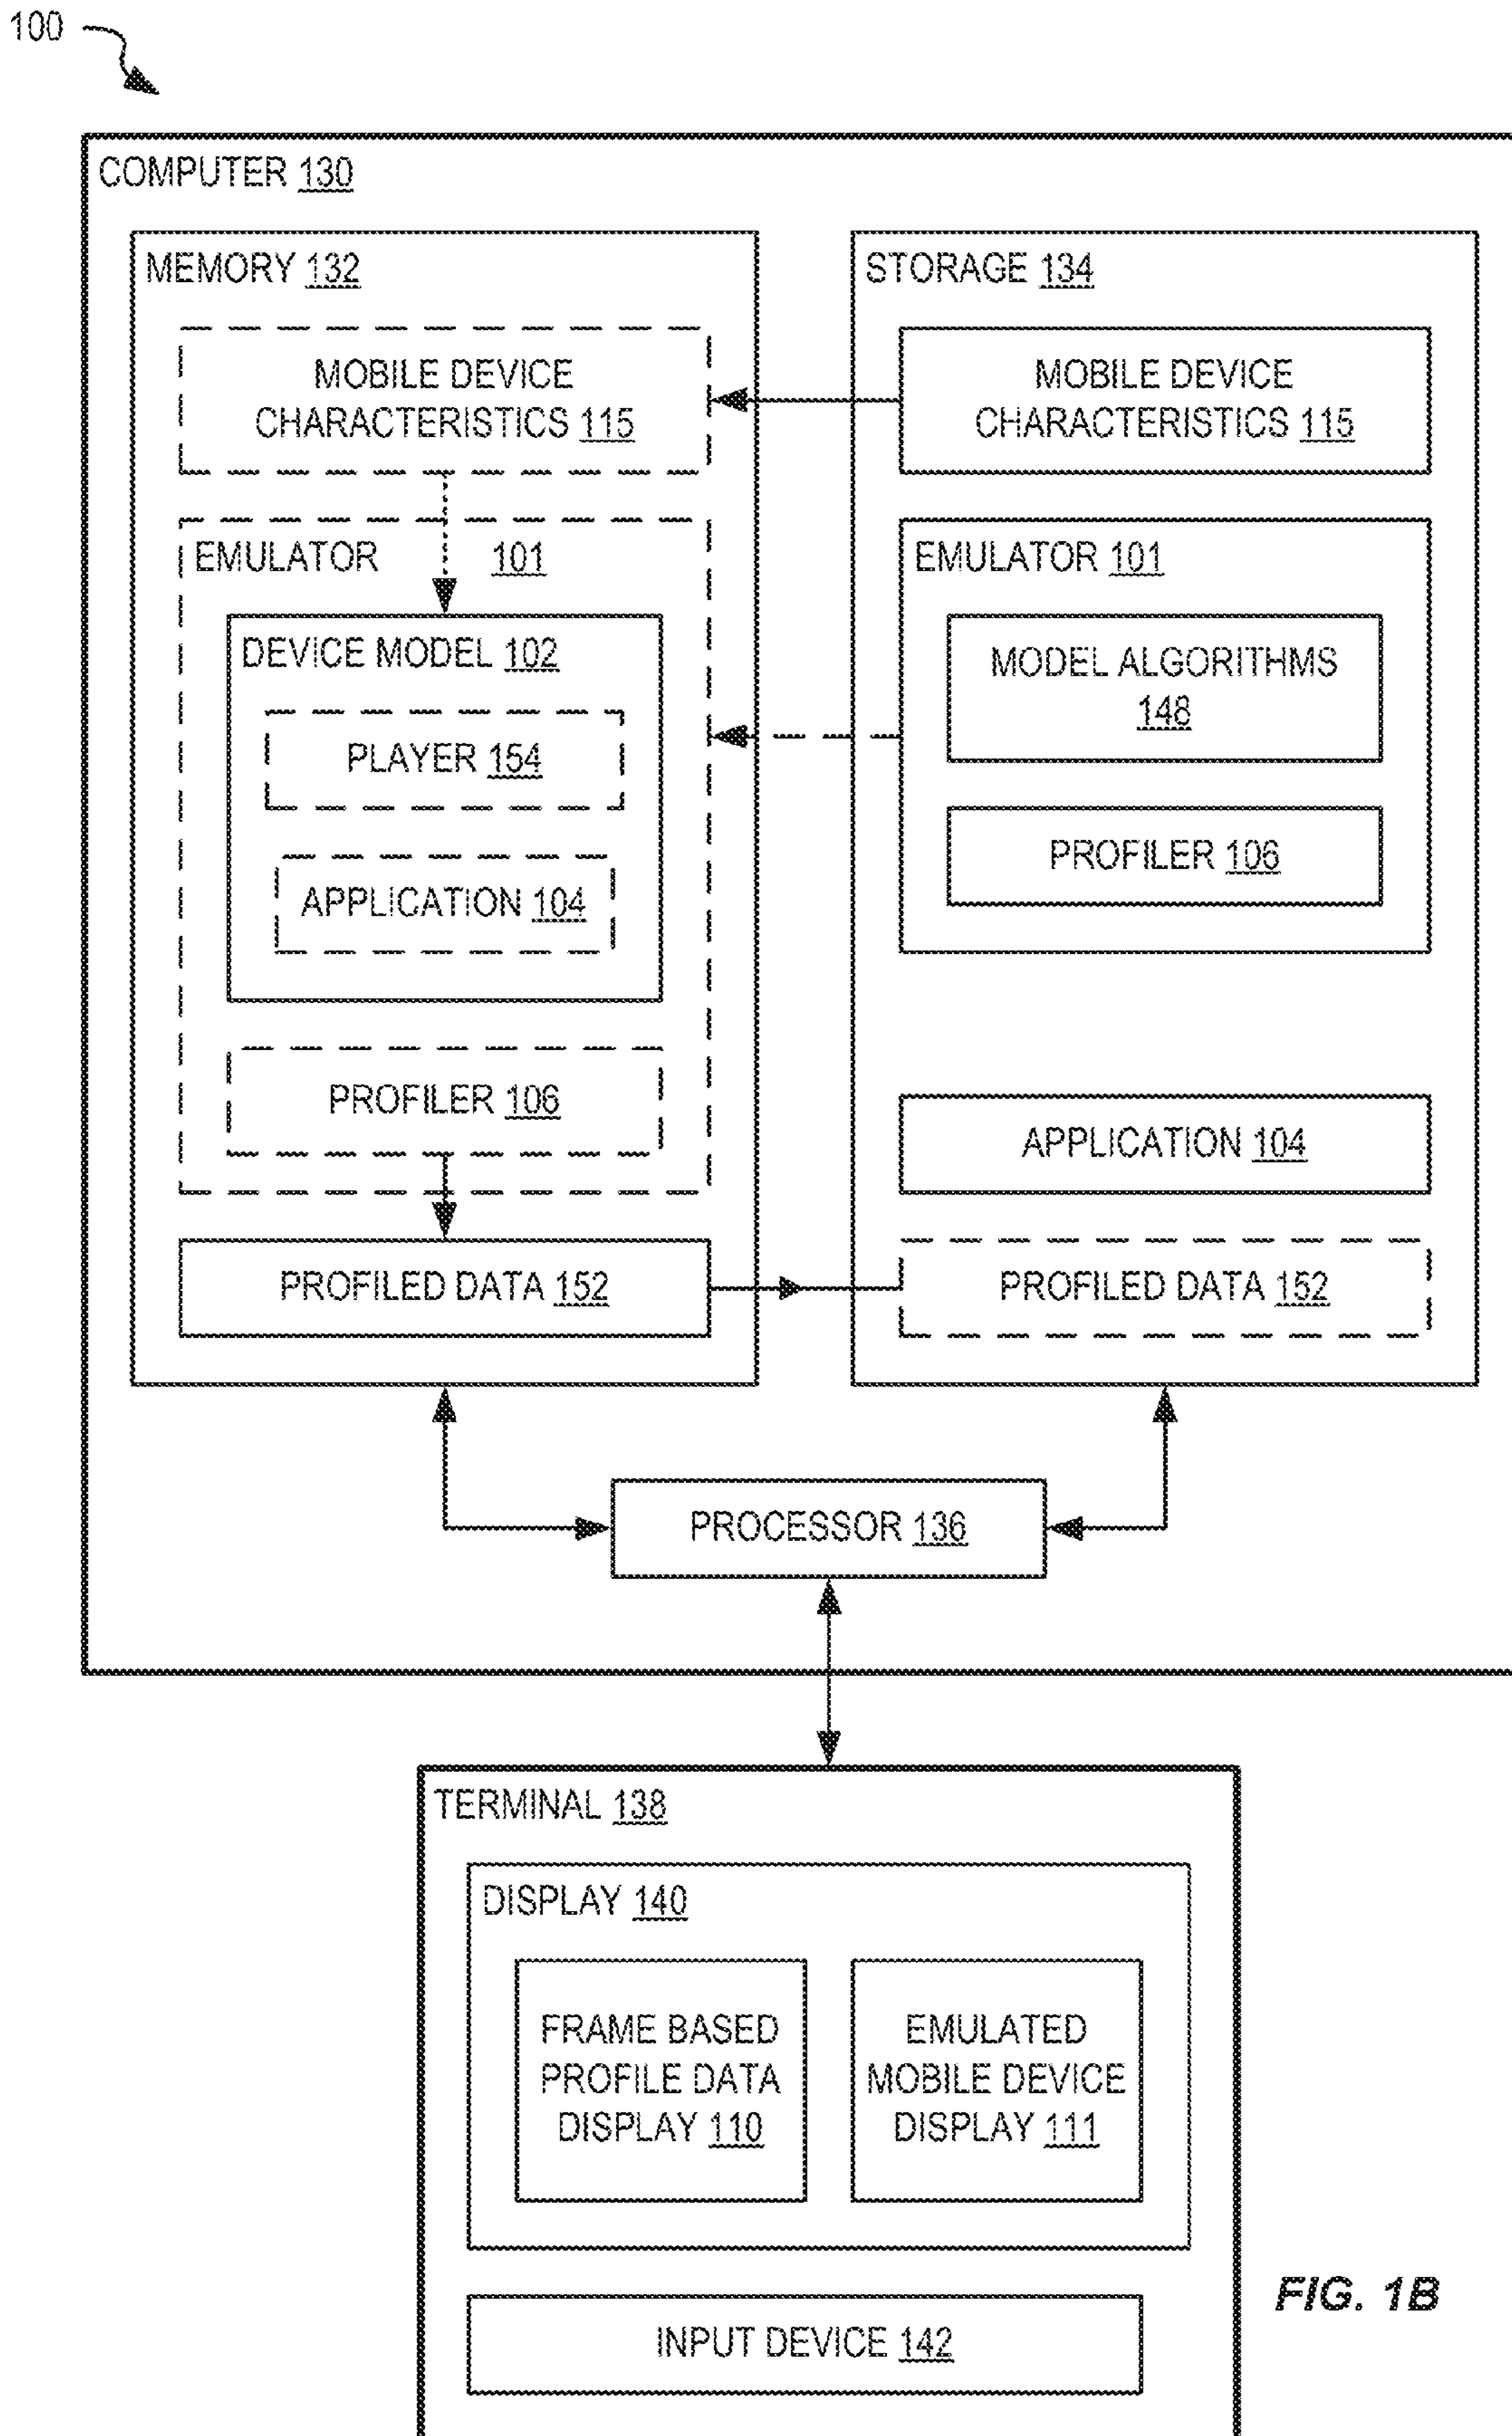 100
COMPUTER 130
MEMORY 132
MOBILE DEVICE
CHARACTERISTICS 115
EMULATOR 101
DEVICE MODEL 102
PLAYER 154
APPLICATION 104
PROFILER 106
PROFILED DATA 152
STORAGE 134
MOBILE DEVICE
CHARACTERISTICS 115
EMULATOR 101
MODEL ALGORITHMS
148
PROFILER 106
APPLICATION 104
PROFILED DATA 152
PROCESSOR 136
TERMINAL 138
DISPLAY 140
FRAME BASED
PROFILE DATA
DISPLAY 110
EMULATED
MOBILE DEVICE
DISPLAY 111
INPUT DEVICE 142
FIG. 1B